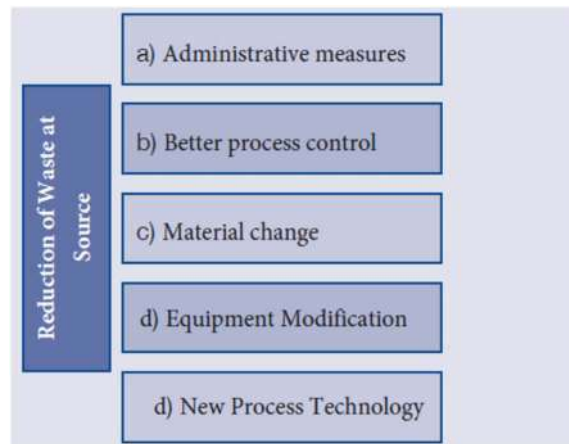 Reduction of Waste at
Source
a) Administrative measures
b) Better process control
c) Material change
d) Equipment Modification
d) New Process Technology